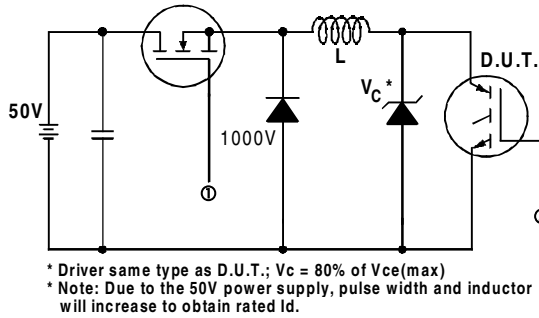 50V
1000V
①
L
V_C *
D.U.T.
* Driver same type as D.U.T.; Vc = 80% of Vce(max)
* Note: Due to the 50V power supply, pulse width and inductor
will increase to obtain rated Id.